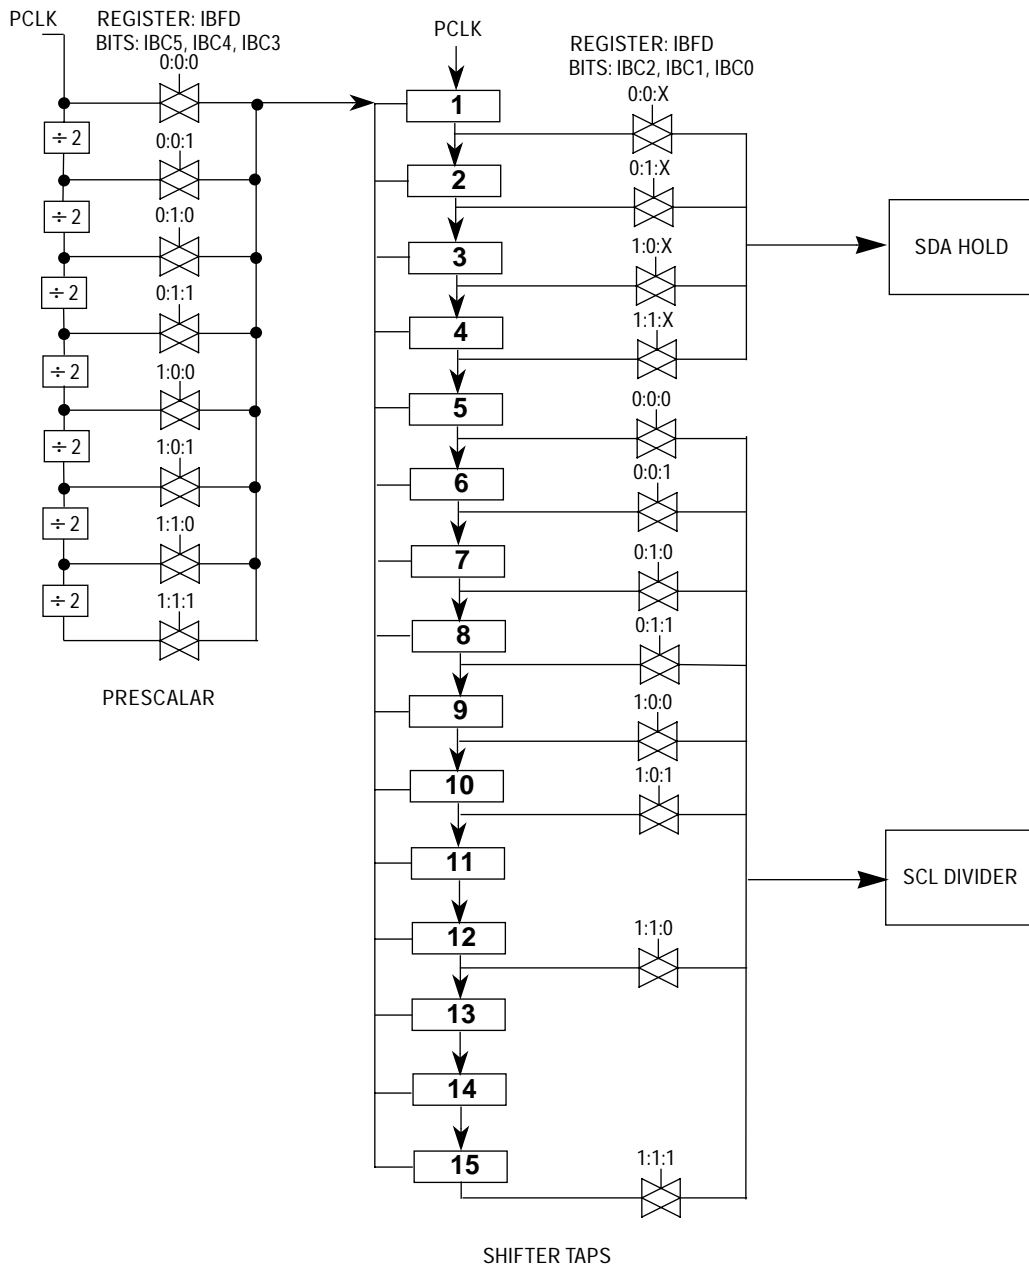 PCLK
REGISTER: IBFD
BITS: IBC5, IBC4, IBC3
0:0:0
÷ 2
0:0:1
÷ 2
0:1:0
÷ 2
0:1:1
÷ 2
1:0:0
÷ 2
1:0:1
÷ 2
1:1:0
÷ 2
1:1:1
PRESCALAR
PCLK
1
2
3
4
5
6
7
8
9
10
11
12
13
14
15
REGISTER: IBFD
BITS: IBC2, IBC1, IBC0
0:0:X
0:1:X
1:0:X
1:1:X
0:0:0
0:0:1
0:1:0
0:1:1
1:0:0
1:0:1
1:1:0
1:1:1
SDA HOLD
SCL DIVIDER
SHIFTER TAPS